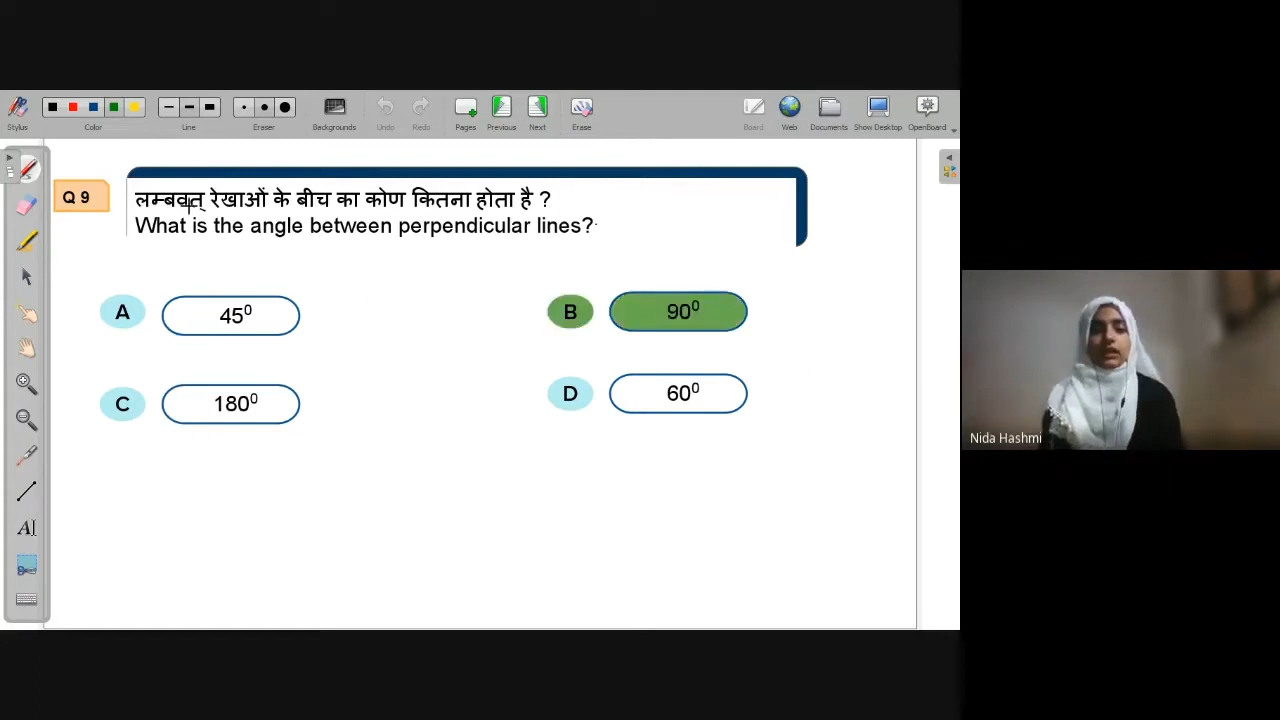 Stylus
Color
Line
Eraser
Backgrounds
Undo
Redo
Pages
Previous
Next
Erase
Board
Web
Documents
Show Desktop
OpenBoard
Q 9
लम्बवत् रेखाओं के बीच का कोण कितना होता है ?
What is the angle between perpendicular lines?
A
45⁰
B
90⁰
C
180⁰
D
60⁰
A
Nida Hashmi